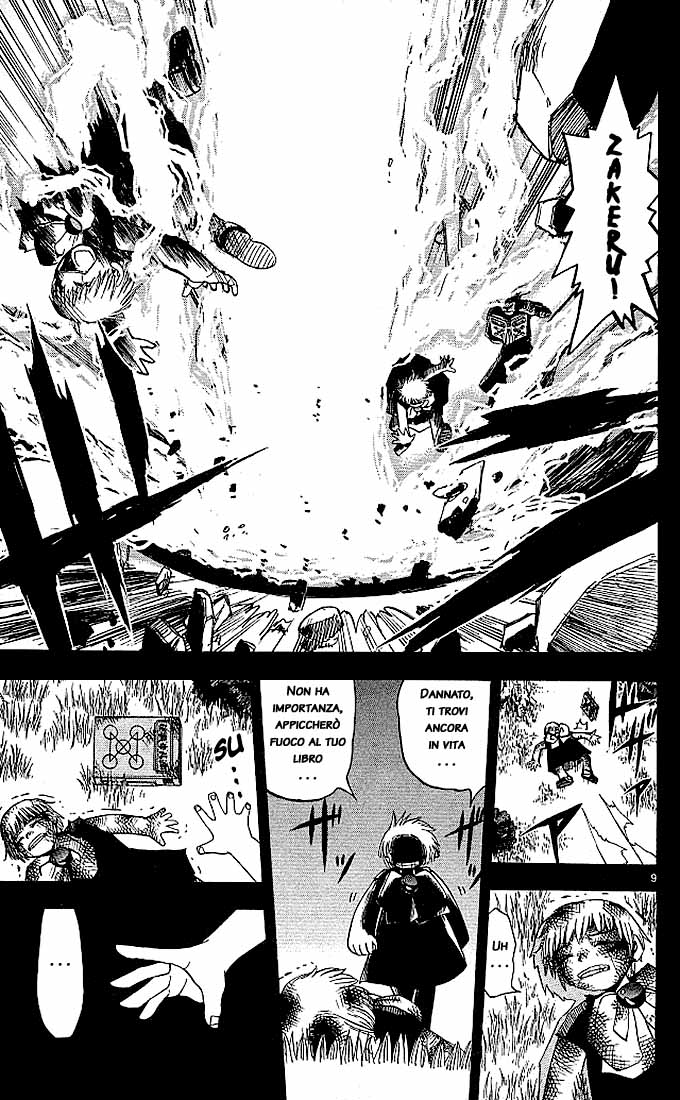 ZAKERU!
9
UH
DANNATO,
TI TROVI
ANCORA
IN VITA
...
NON HA
IMPORTANZA,
APPICCHERÒ
FUOCO AL TUO
LIBRO
...
SU
...
...